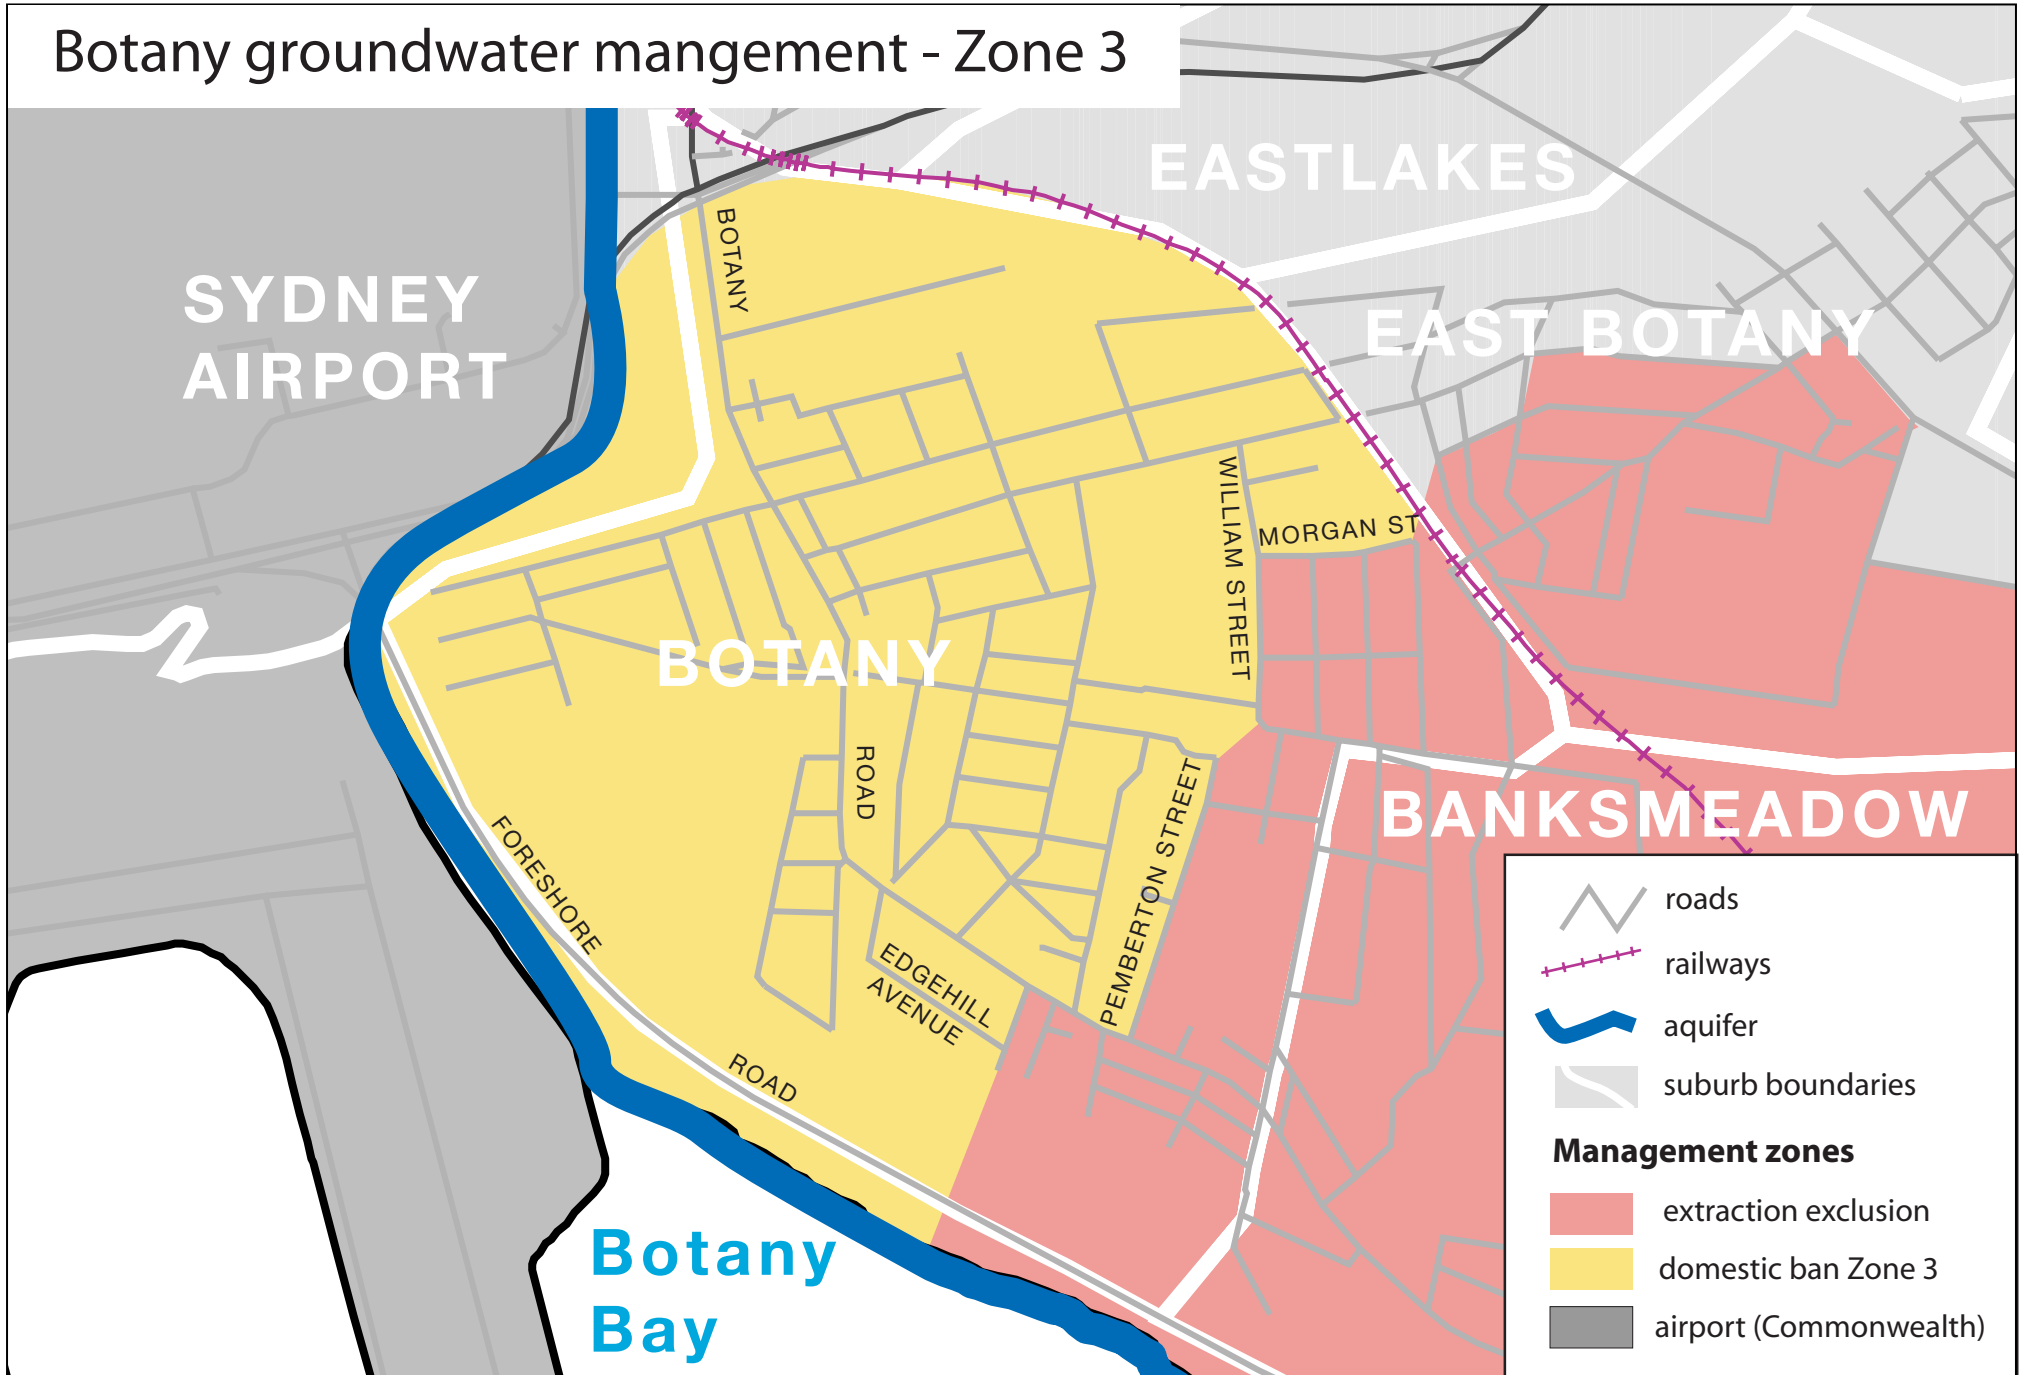 Botany groundwater mangement - Zone 3
EASTLAKES
SYDNEY
AIRPORT
BOTANY
EAST BOTANY
WILLIAM STREET
MORGAN ST
BOTANY
ROAD
PEMBERTON STREET
BANKSMEADOW
FORESHORE
ROAD
EDGEHILL
AVENUE
Botany
Bay
roads
railways
aquifer
suburb boundaries
Management zones
extraction exclusion
domestic ban Zone 3
airport (Commonwealth)